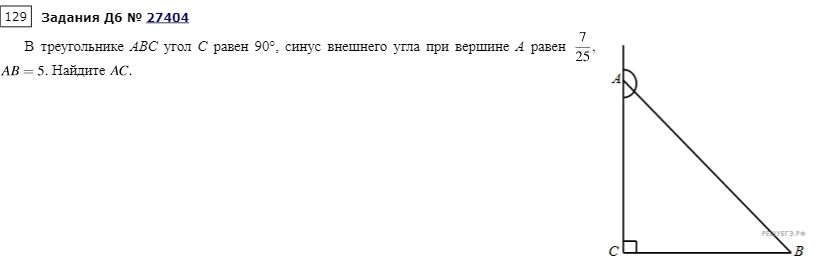 129 Задания Д6 № 27404
В треугольнике ABC угол C равен 90°, синус внешнего угла при вершине A равен 7/25,
AB = 5. Найдите AC.
A
РЕШУЕГЭ.РФ
C B